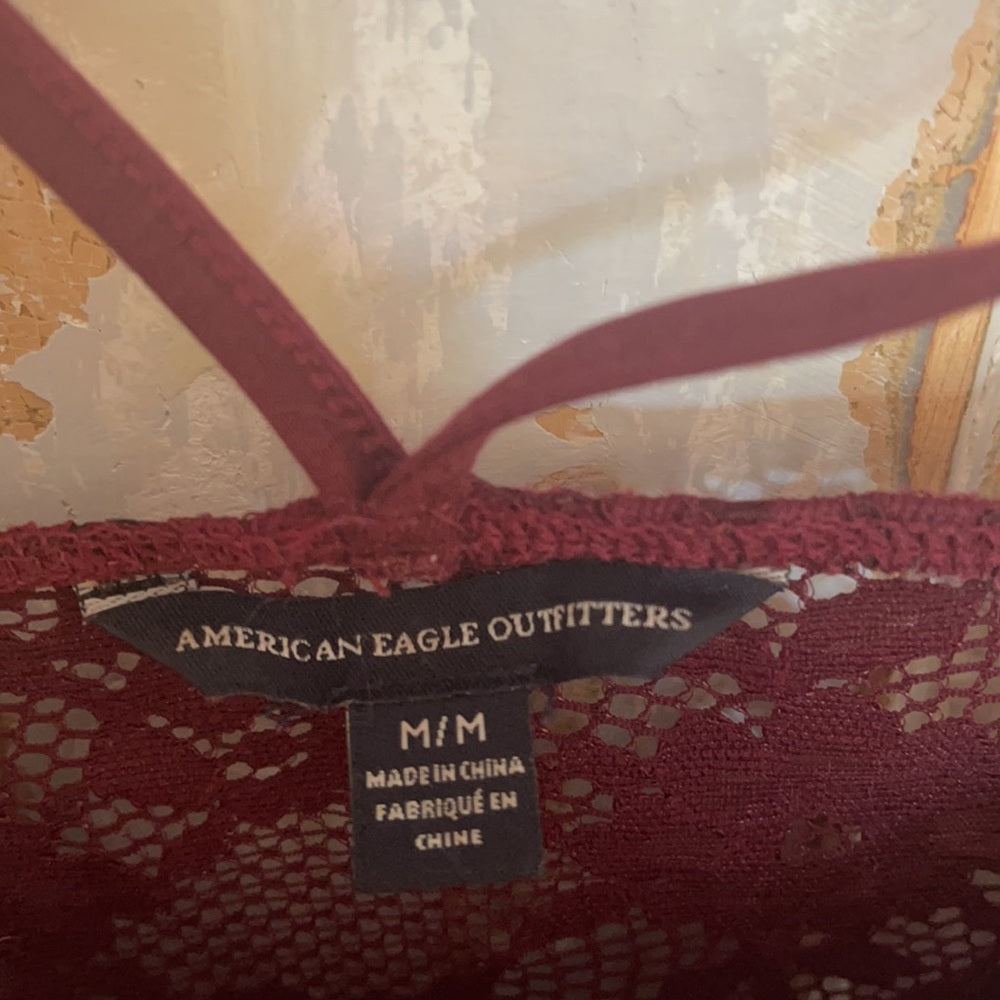 AMERICAN EAGLE OUTFITTERS
M/M
MADE IN CHINA
FABRIQUÉ EN
CHINE